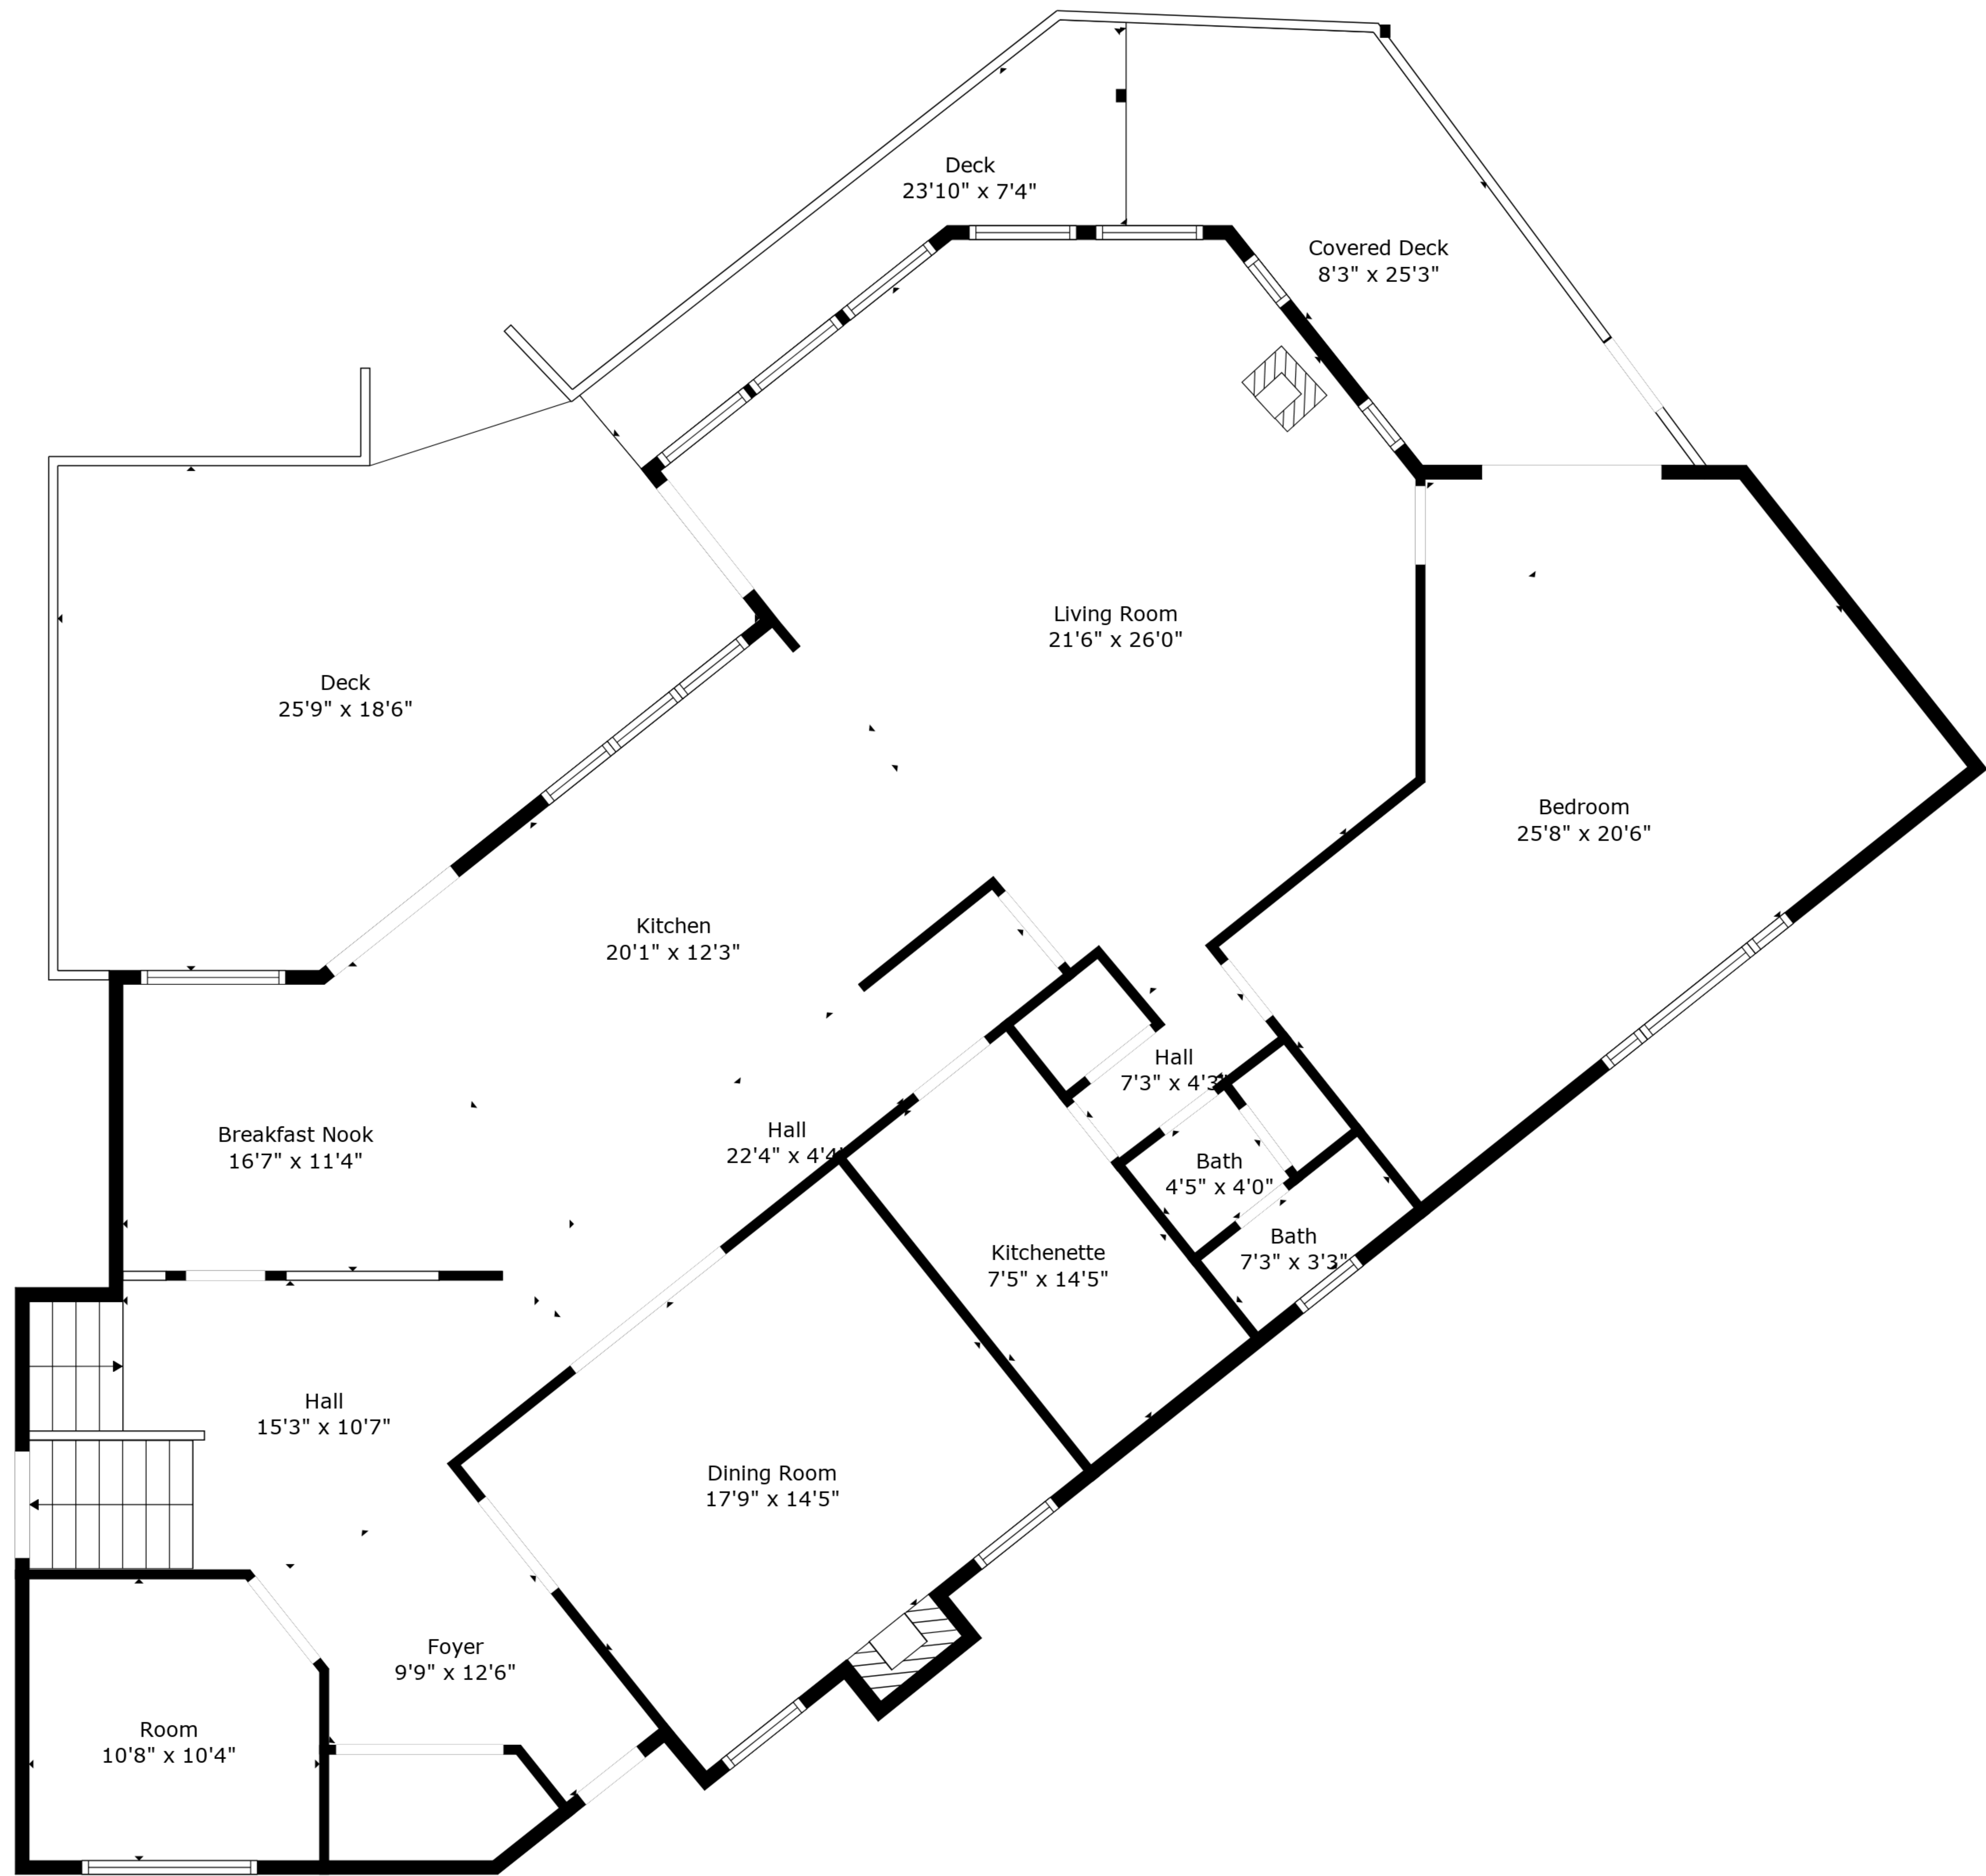 Deck
23'10" x 7'4"
Covered Deck
8'3" x 25'3"
Living Room
21'6" x 26'0"
Deck
25'9" x 18'6"
Bedroom
25'8" x 20'6"
Kitchen
20'1" x 12'3"
Hall
7'3" x 4'3"
Breakfast Nook
16'7" x 11'4"
Hall
22'4" x 4'4"
Bath
4'5" x 4'0"
Bath
7'3" x 3'3"
Kitchenette
7'5" x 14'5"
Hall
15'3" x 10'7"
Dining Room
17'9" x 14'5"
Foyer
9'9" x 12'6"
Room
10'8" x 10'4"